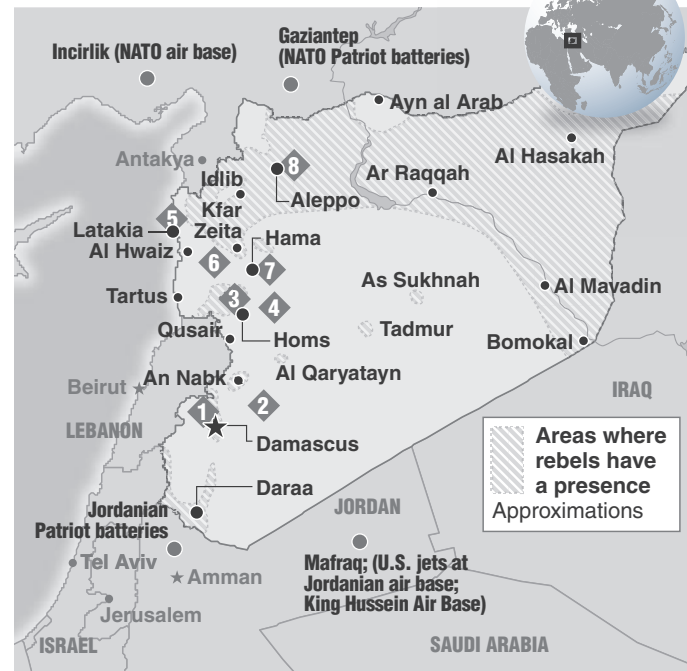 Incirlik (NATO air base)
Gaziantep
(NATO Patriot batteries)
Ayn al Arab
Antakya
Al Hasakah
8
Idlib
Ar Raqqah
Aleppo
Kfar
Zeita
5
Latakia
Al Hwaiz
Hama
6
7
As Sukhnah
Al Mavadin
Tartus
3
4
Tadmur
Qusair
Homs
Bomokal
Beirut
An Nabk
Al Qaryatayn
IRAQ
1
2
LEBANON
Damascus
Areas where
rebels have
a presence
Approximations
Daraa
Jordanian
Patriot batteries
JORDAN
Mafraq; (U.S. jets at
Jordanian air base;
King Hussein Air Base)
Tel Aviv
Amman
Jerusalem
ISRAEL
SAUDI ARABIA